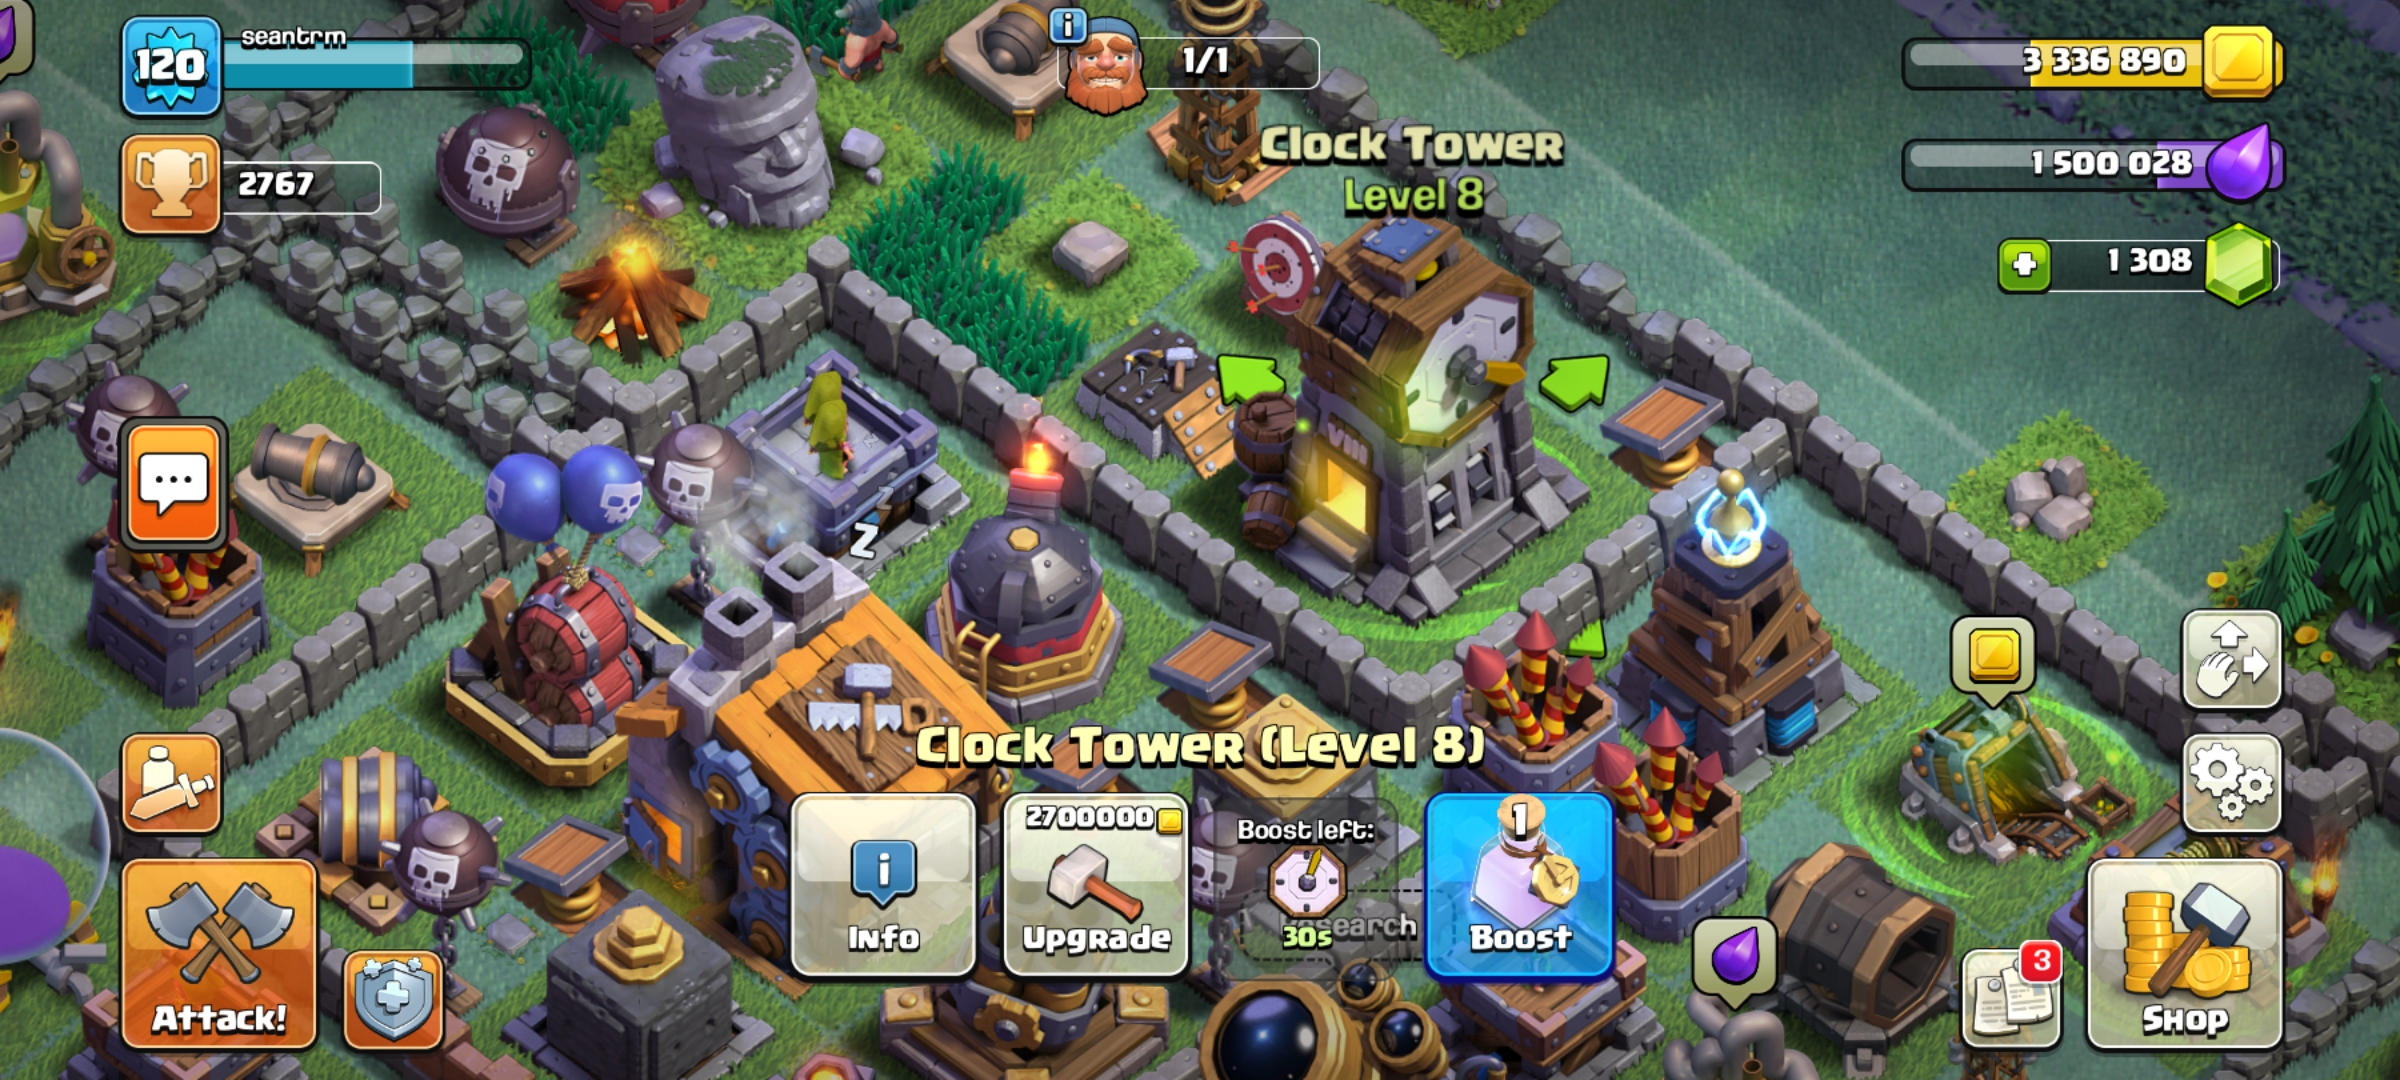 120
seantrm
1/1
3 336 890
2767
Clock Tower
Level 8
1 500 028
1 308
VIII
z
Z
Clock Tower (Level 8)
Info
2700000
Upgrade
Boost left:
30s
1
Boost
Attack!
3
Shop